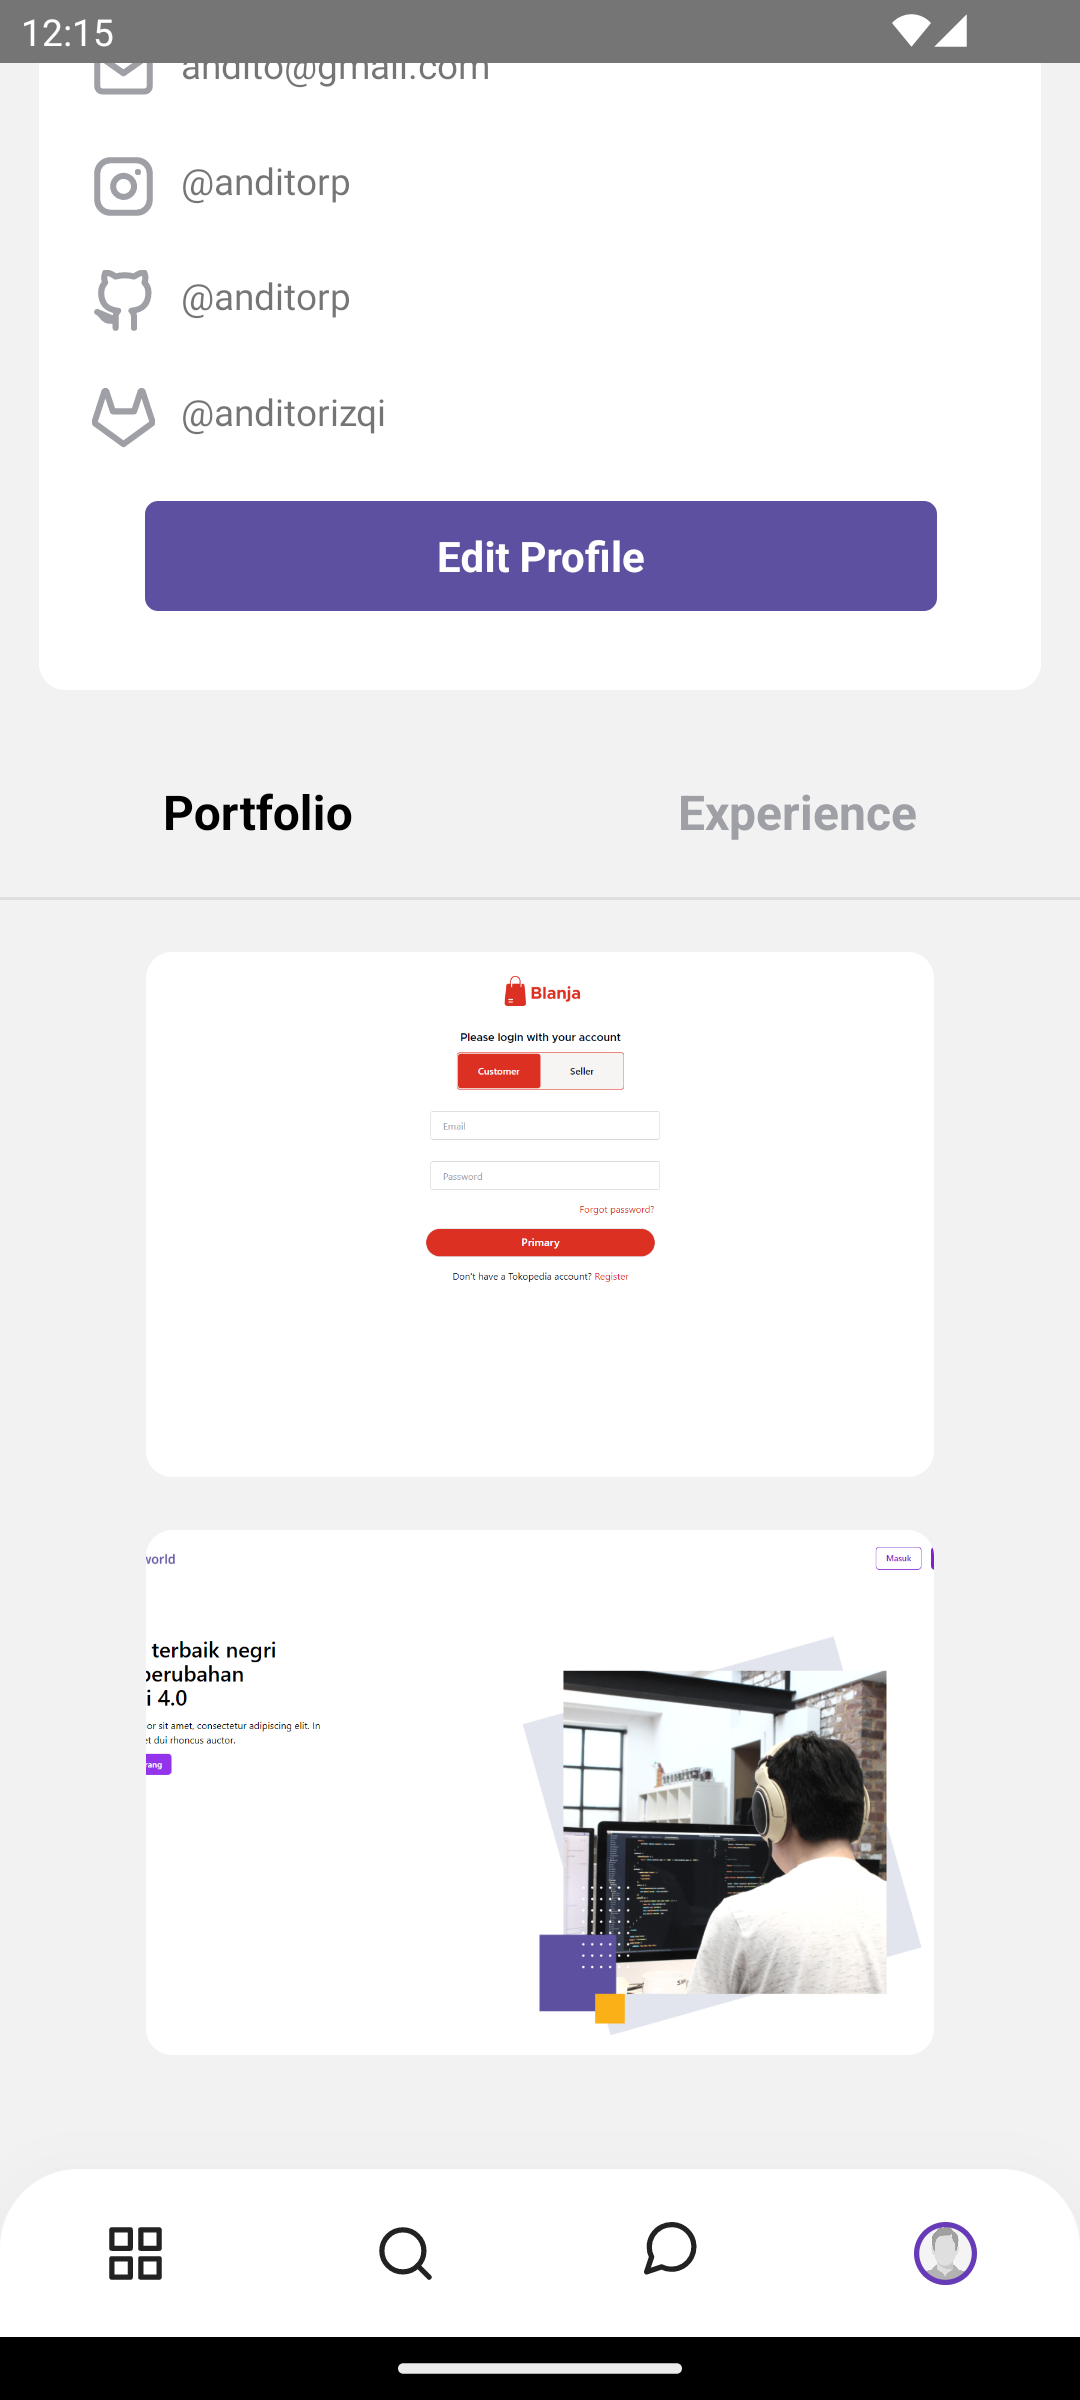 12:15
andito@gmail.com
@anditorp
@anditorp
@anditorizqi
Edit Profile
Portfolio
Experience
Blanja
Please login with your account
Customer
Seller
Email
Password
Forgot password?
Primary
Don't have a Tokopedia account? Register
world
Masuk
terbaik negri
perubahan
i 4.0
or sit amet, consectetur adipiscing elit. In
et dui rhoncus auctor.
rang